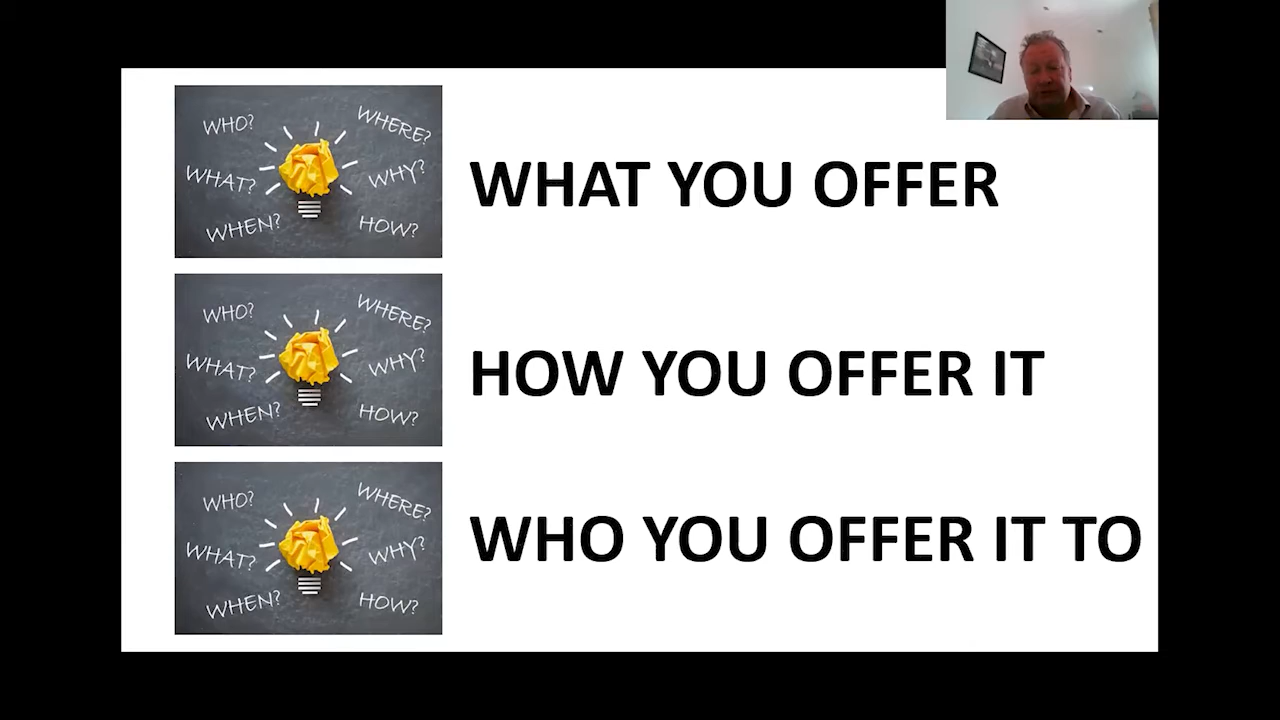 WHO?
WHERE?
WHAT?
WHY?
WHEN?
HOW?
WHAT YOU OFFER
WHO?
WHERE?
WHAT?
WHY?
WHEN?
HOW?
HOW YOU OFFER IT
WHO?
WHERE?
WHAT?
WHY?
WHEN?
HOW?
WHO YOU OFFER IT TO